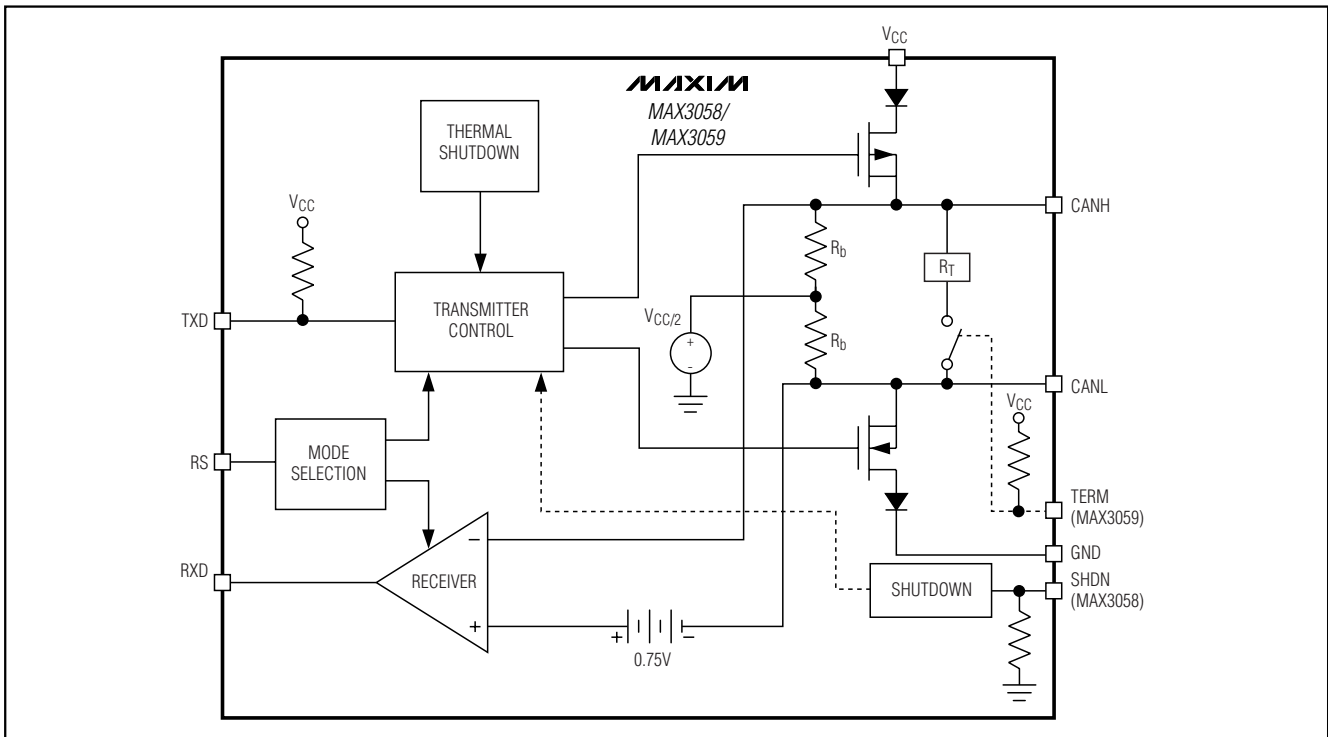 VCC
MAXIM
MAX3058/
MAX3059
THERMAL
SHUTDOWN
VCC
CANH
Rb
RT
TRANSMITTER
CONTROL
TXD
VCC/2
+
-
Rb
CANL
VCC
MODE
SELECTION
RS
TERM
(MAX3059)
GND
−
RXD
RECEIVER
SHUTDOWN
SHDN
(MAX3058)
+
+
−
0.75V